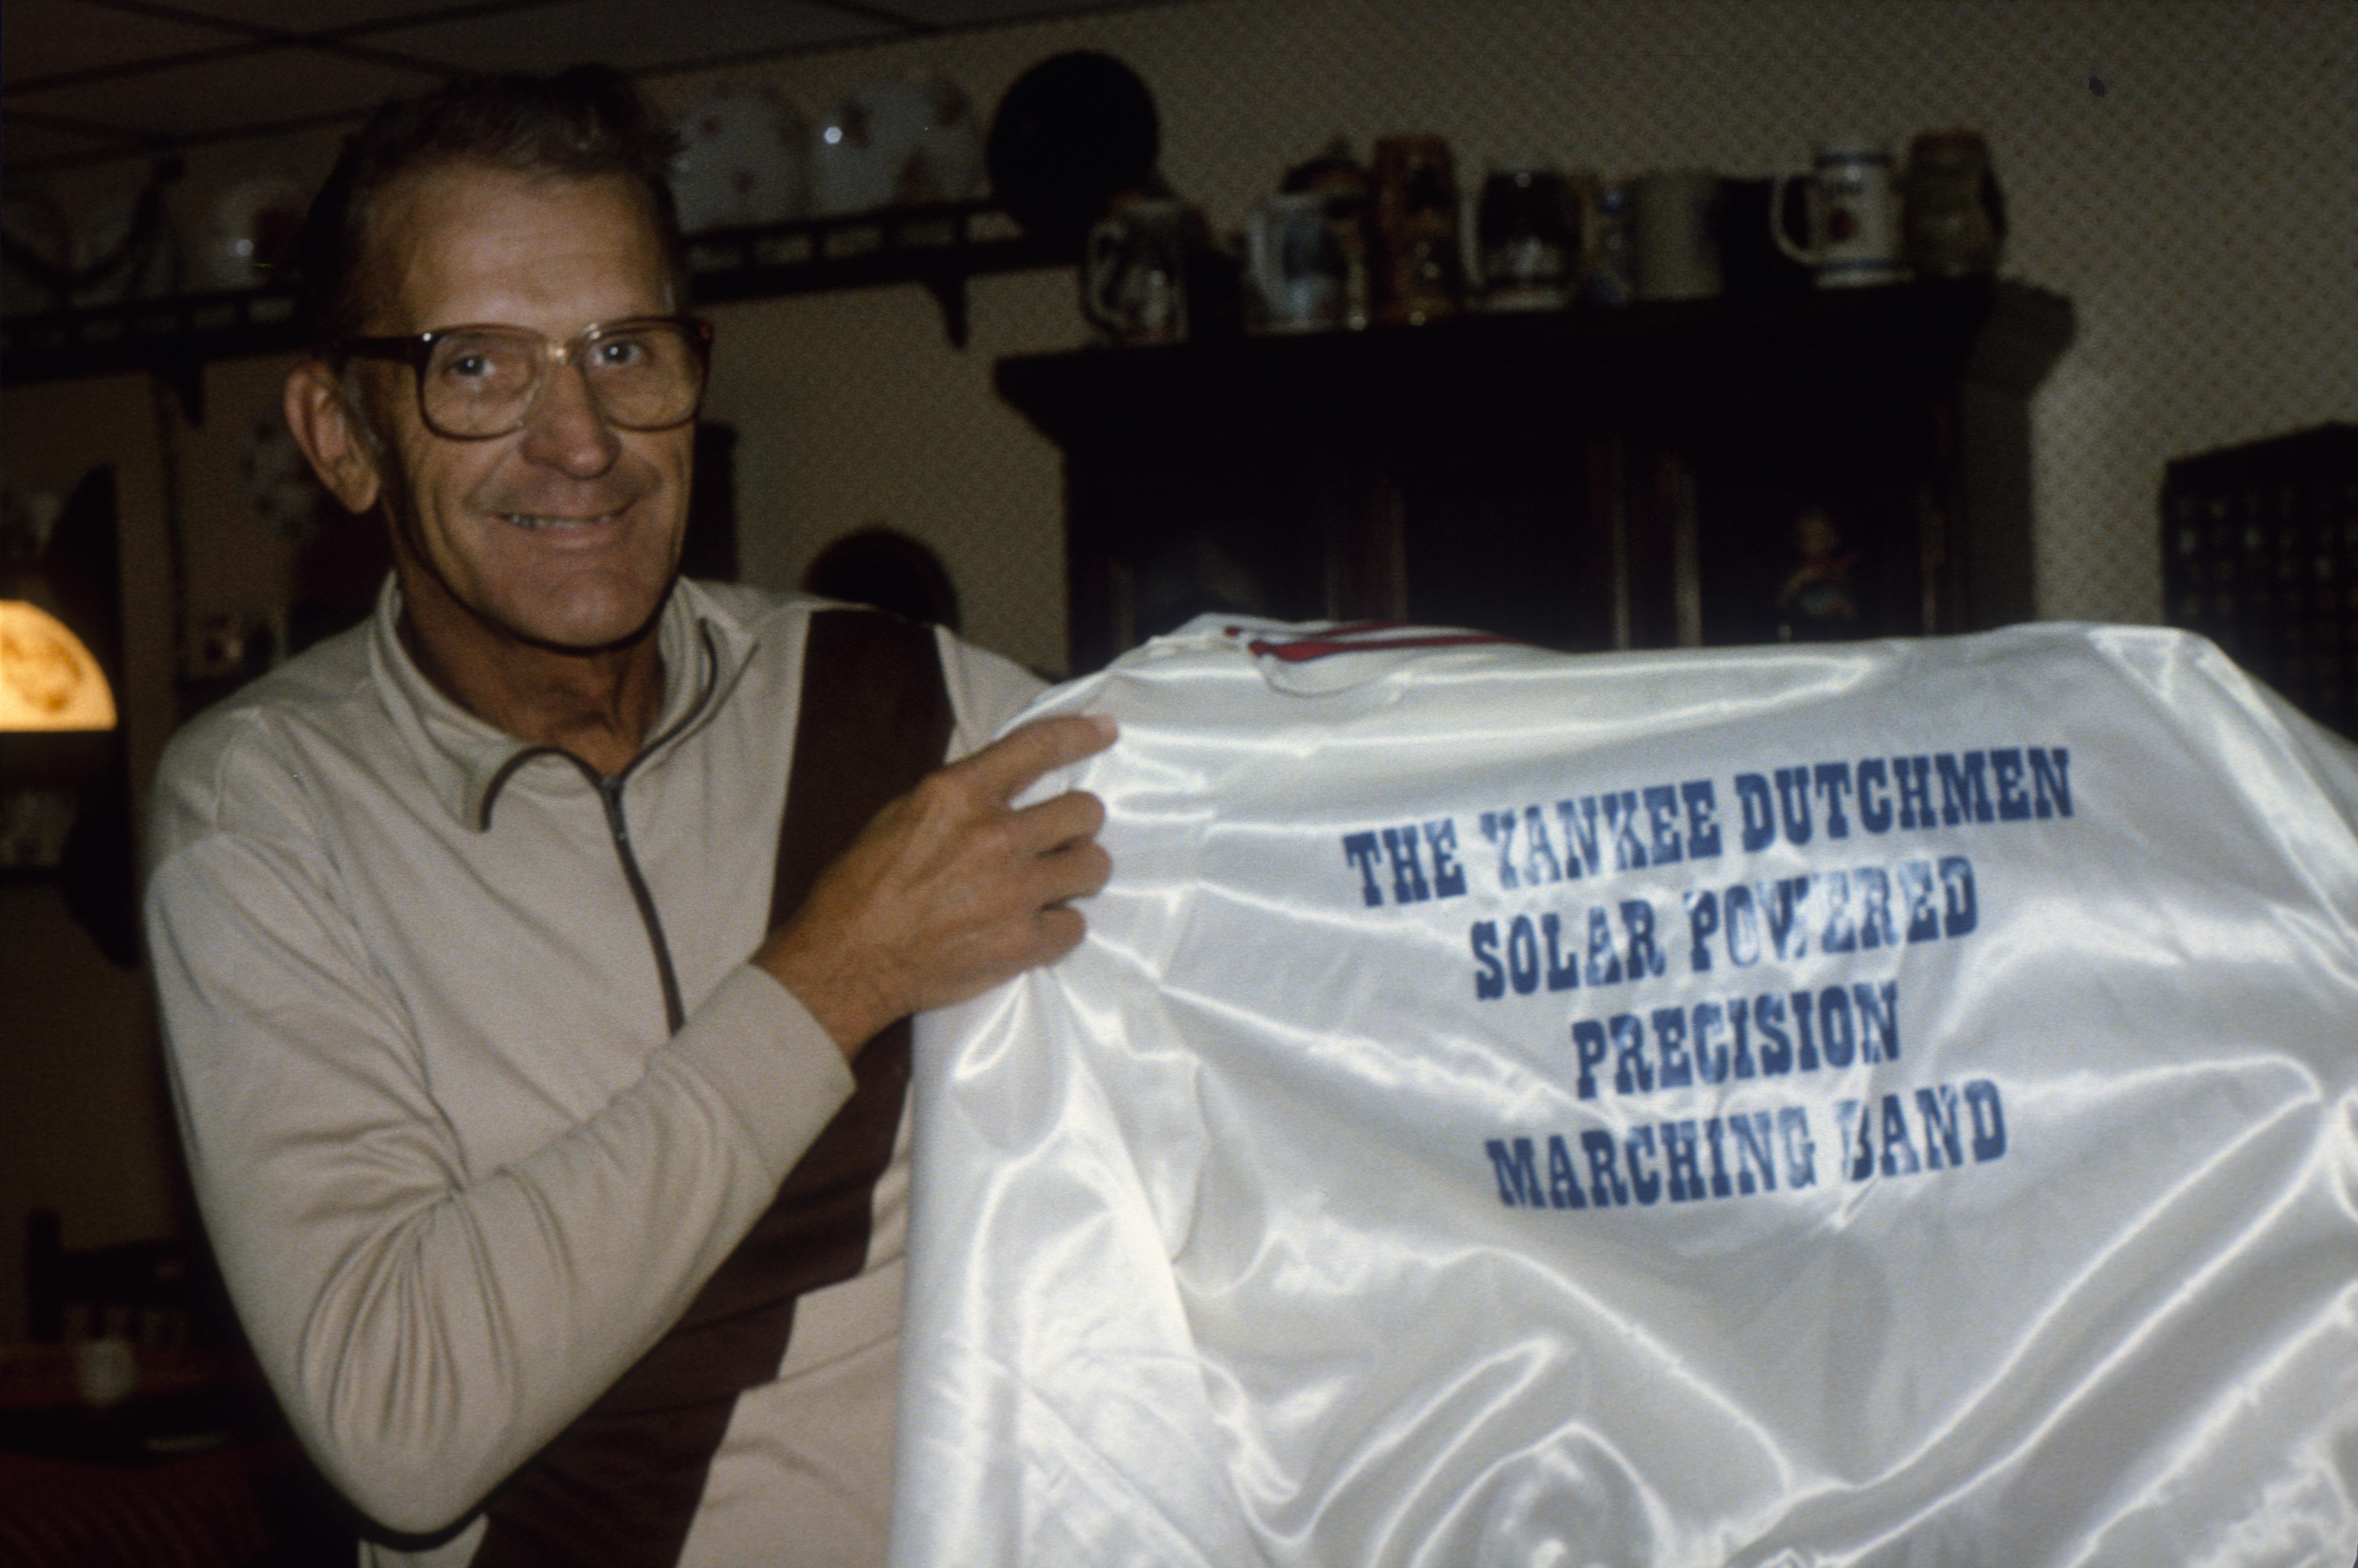 THE YANKEE DUTCHMEN
SOLAR POWERED
PRECISION
MARCHING BAND